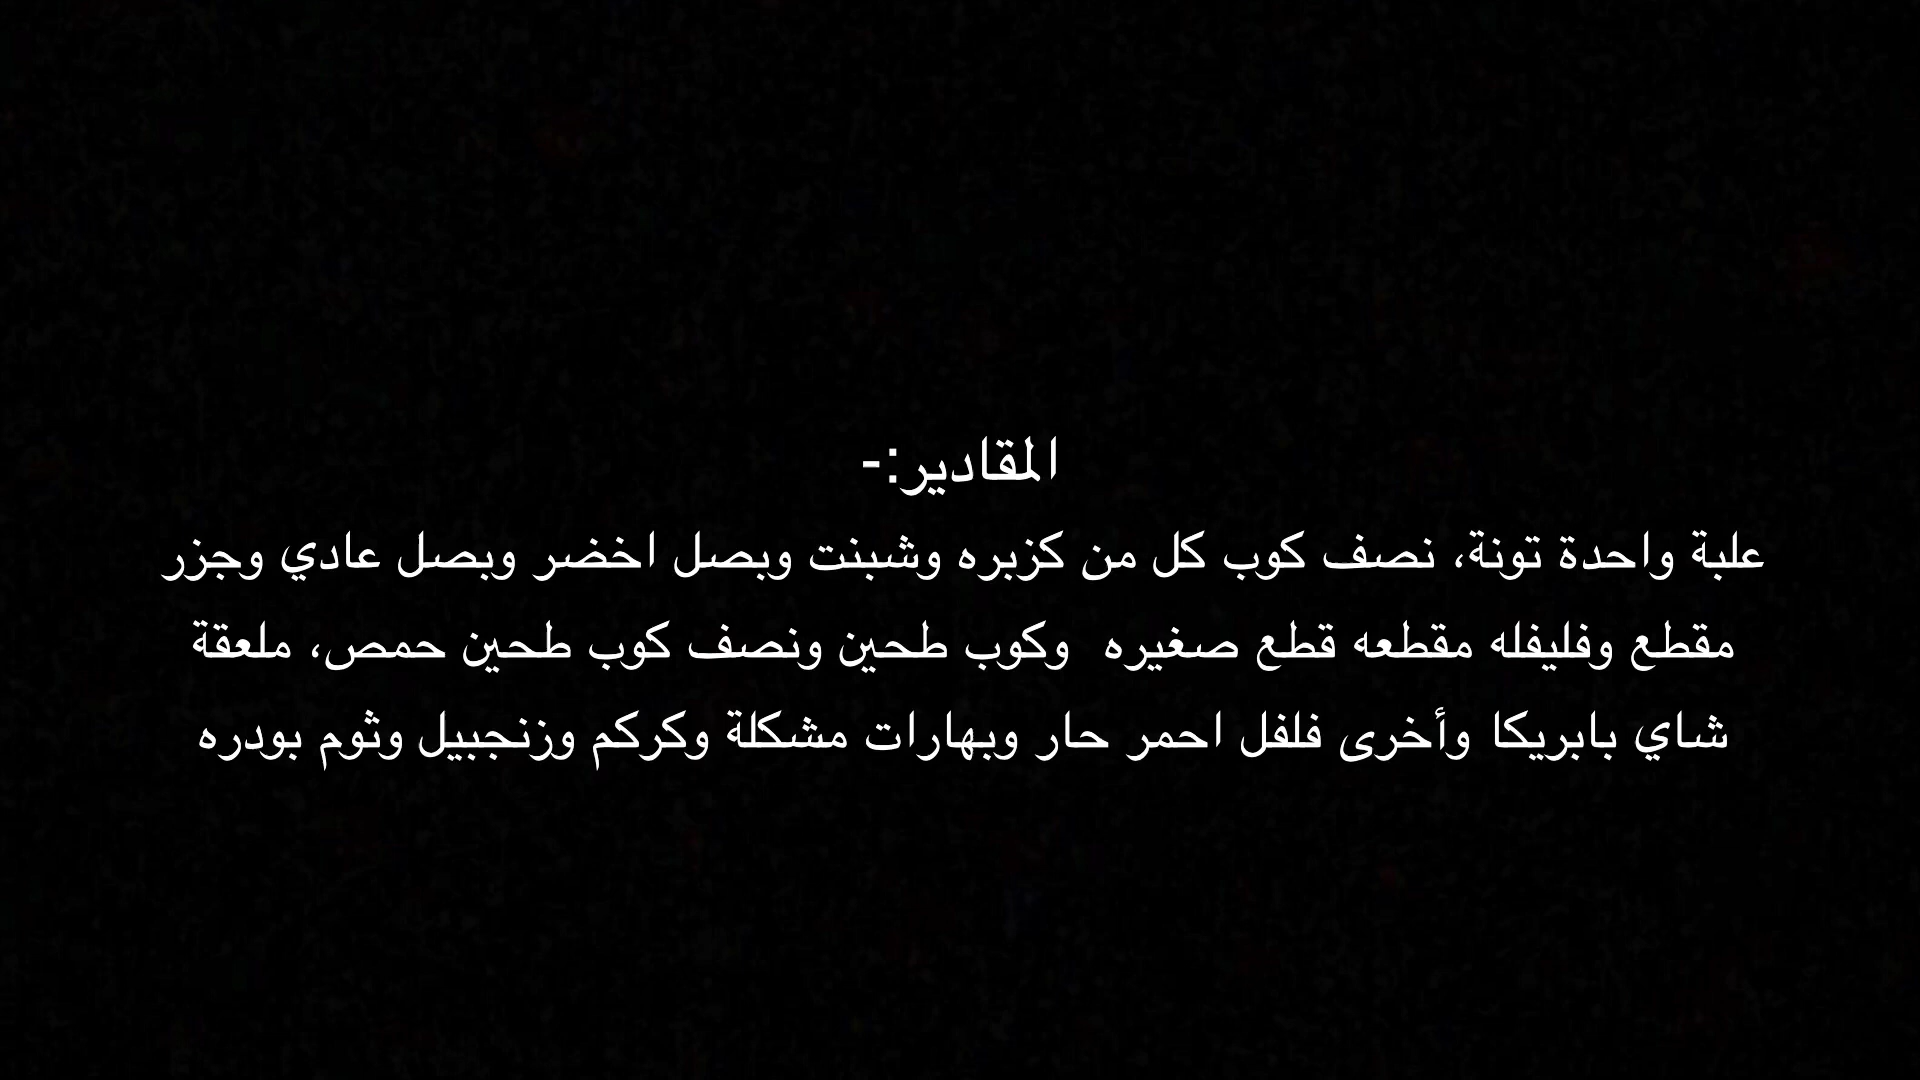 المقادير:-
علبة واحدة تونة، نصف كوب كل من كزبره وشبنت وبصل اخضر وبصل عادي وجزر
مقطع وفليفله مقطعه قطع صغيره وكوب طحين ونصف كوب طحين حمص، ملعقة
شاي بابريكا وأخرى فلفل احمر حار وبهارات مشكلة وكركم وزنجبيل وثوم بودره